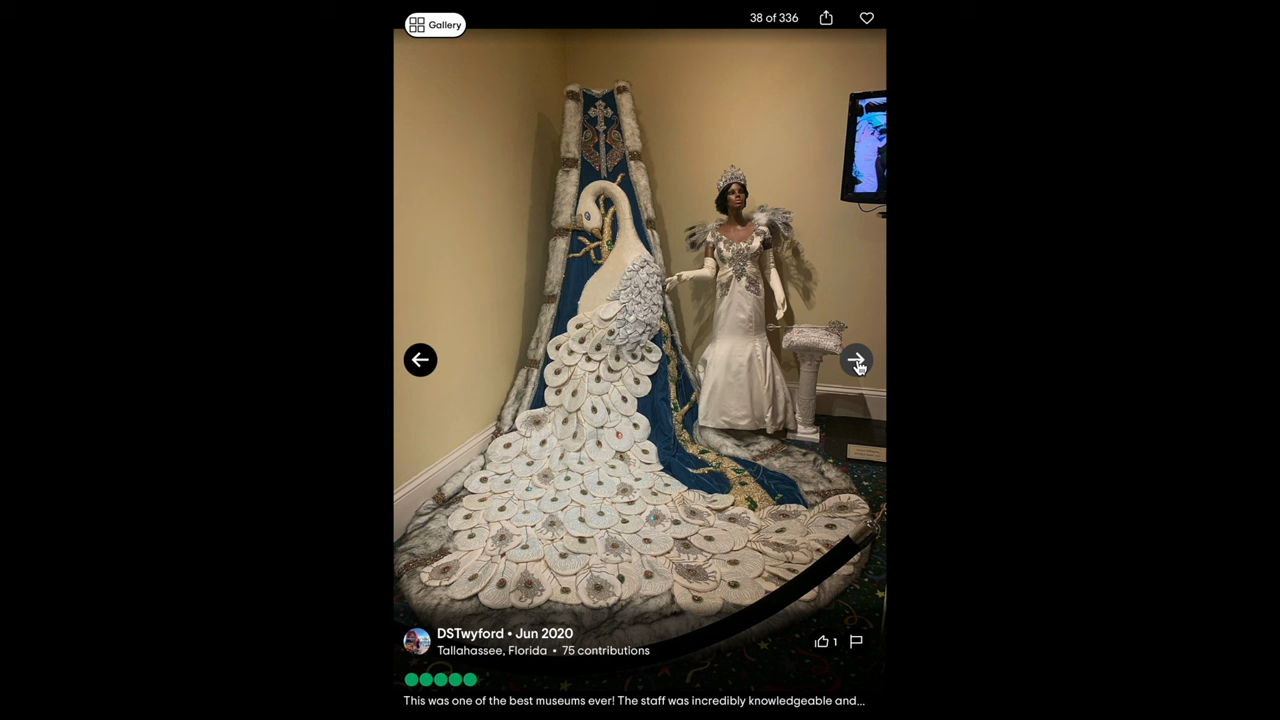 Gallery
38 of 336
DSTwyford • Jun 2020
Tallahassee, Florida • 75 contributions
1
This was one of the best museums ever! The staff was incredibly knowledgeable and...